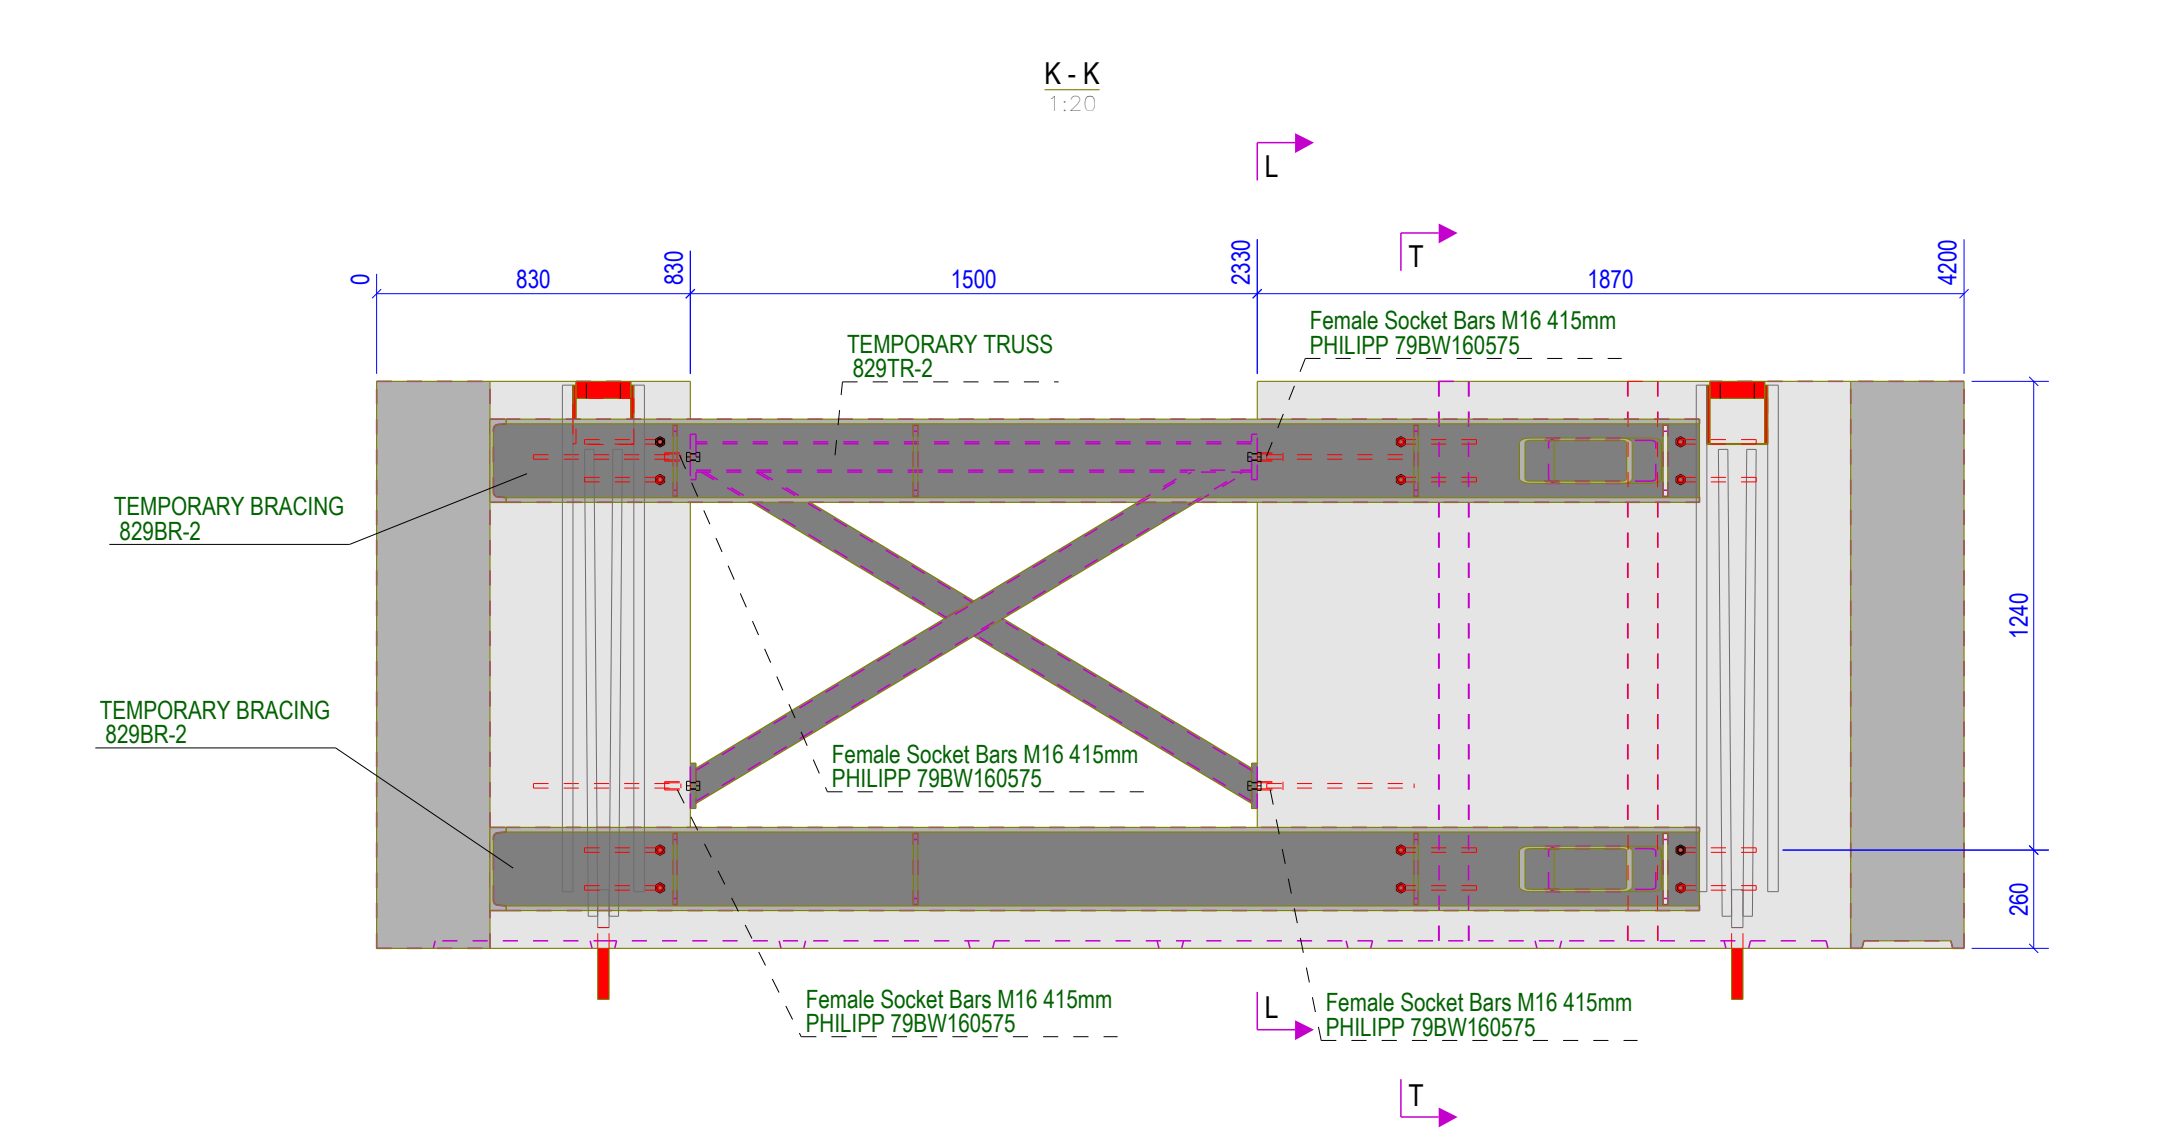 K - K
1:20
L
T
0
830
830
1500
2330
1870
4200
Female Socket Bars M16 415mm
PHILIPP 79BW160575
TEMPORARY TRUSS
829TR-2
TEMPORARY BRACING
829BR-2
1240
TEMPORARY BRACING
829BR-2
Female Socket Bars M16 415mm
PHILIPP 79BW160575
260
Female Socket Bars M16 415mm
PHILIPP 79BW160575
L
Female Socket Bars M16 415mm
PHILIPP 79BW160575
T